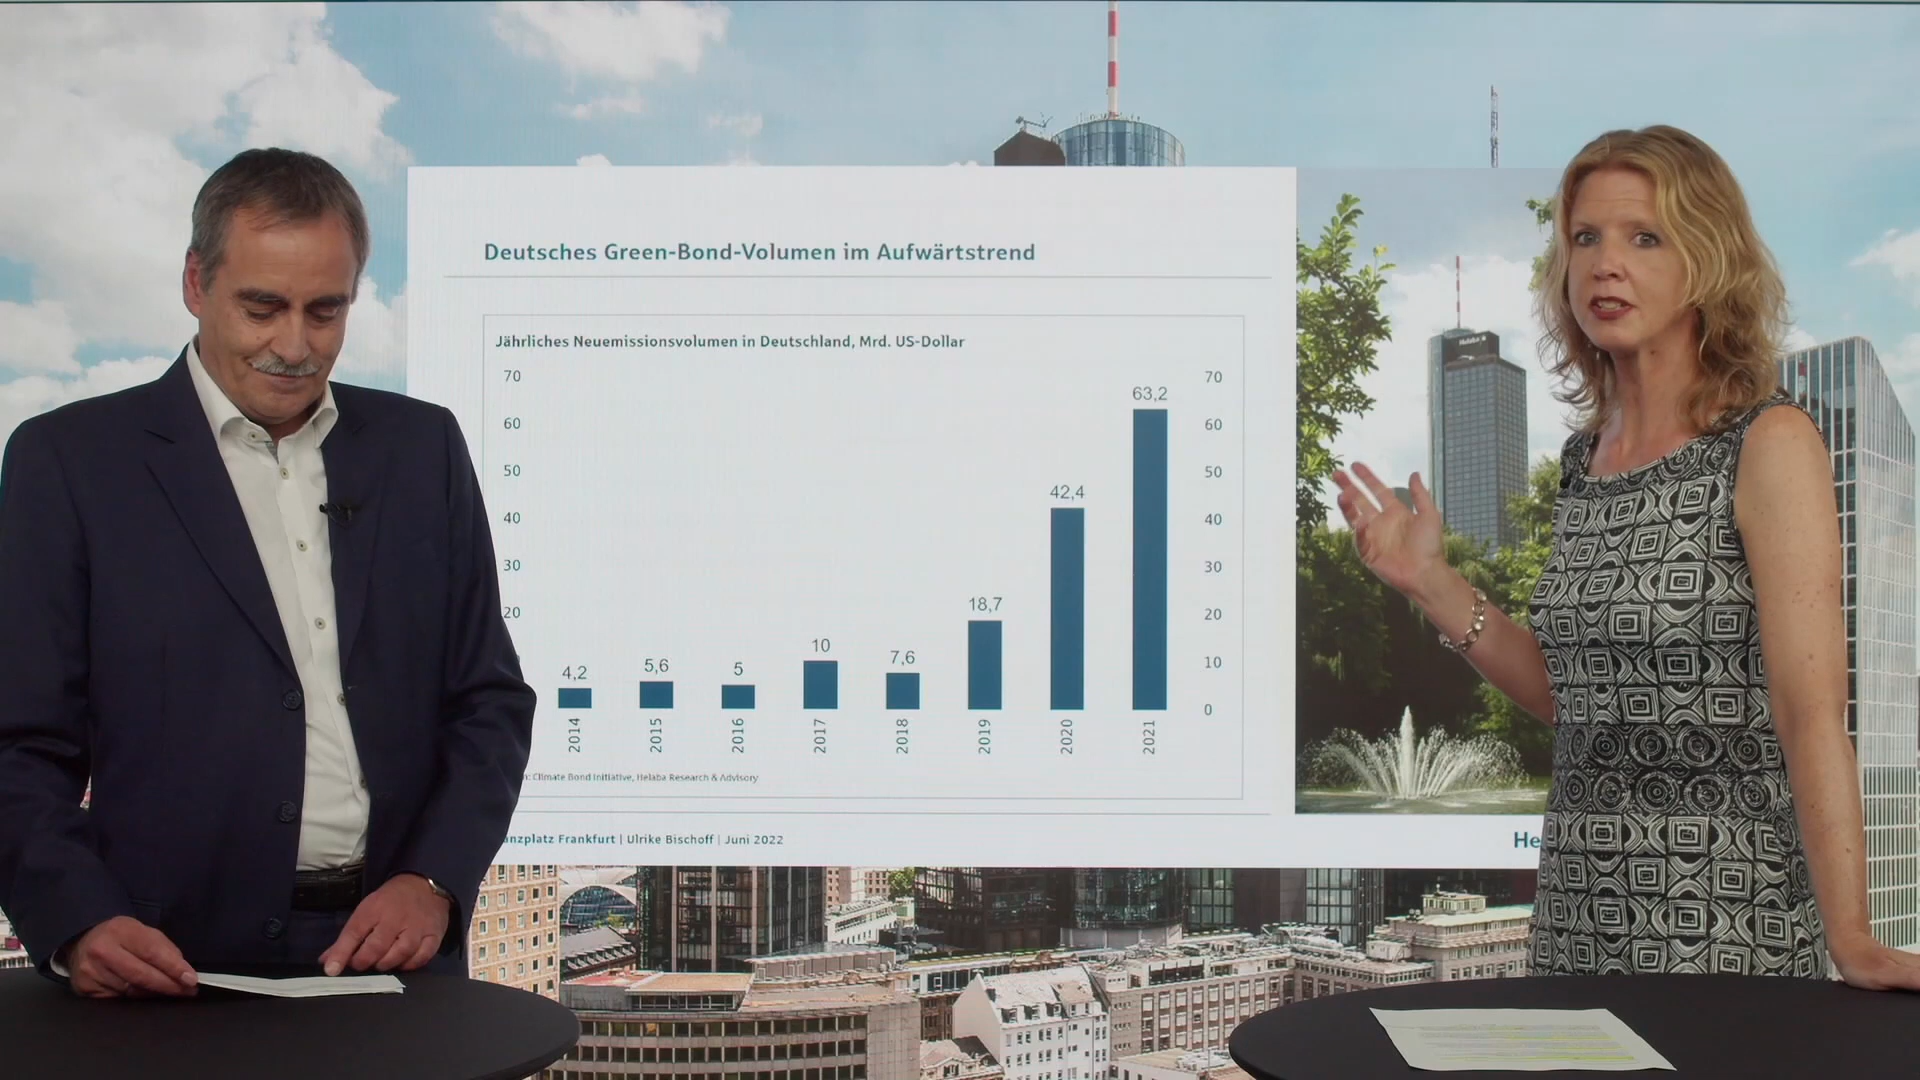 Deutsches Green-Bond-Volumen im Aufwärtstrend
Jährliches Neuemissionsvolumen in Deutschland, Mrd. US-Dollar
70 70
63,2
60 60
50 50
42,4
40 40
30 30
20 20
18,7
10
10
7,6
5,6
5
4,2
0
2014 2015 2016 2017 2018 2019 2020 2021
Climate Bond Initiative, Helaba Research & Advisory
Frankfurt | Ulrike Bischoff | Juni 2022
Helaba